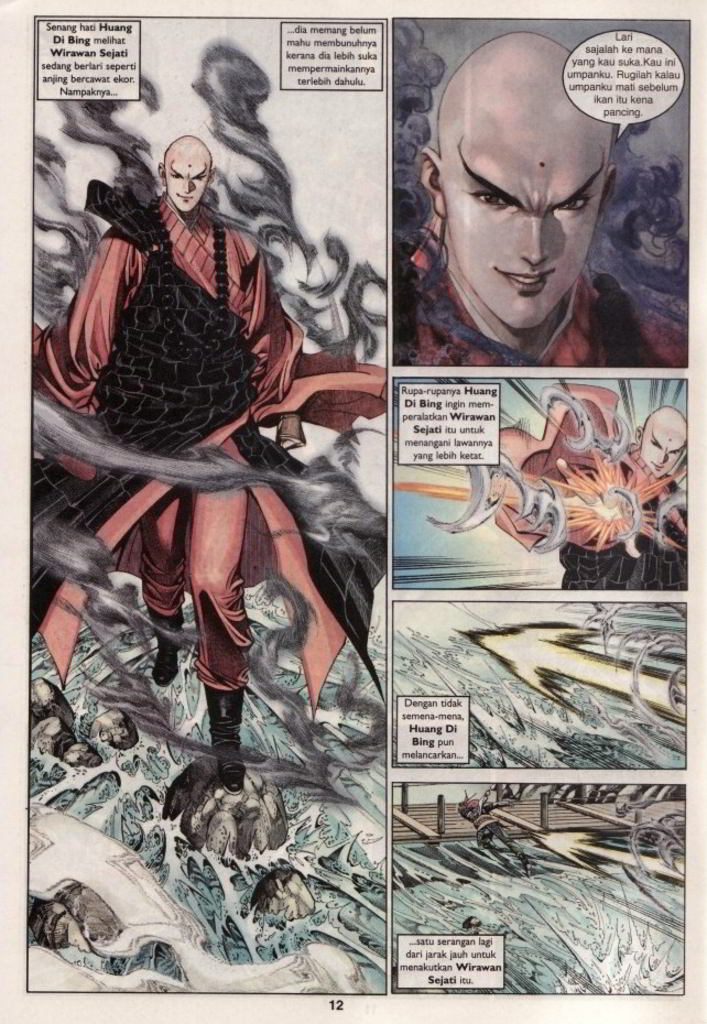 Senang hati Huang
Di Bing melihat
Wirawan Sejati
sedang berlari seperti
anjing bercawat ekor.
Nampaknya...
...dia memang belum
mahu membunuhnya
kerana dia lebih suka
mempermainkannya
terlebih dahulu.
Lari
sajalah ke mana
yang kau suka.Kau ini
umpanku. Rugilah kalau
umpanku mati sebelum
ikan itu kena
pancing.
Rupa-rupanya Huang
Di Bing ingin mem-
peralatkan Wirawan
Sejati itu untuk
menangani lawannya
yang lebih ketat.
Dengan tidak
semena-mena,
Huang Di
Bing pun
melancarkan...
...satu serangan lagi
dari jarak jauh untuk
menakutkan Wirawan
Sejati itu.
12